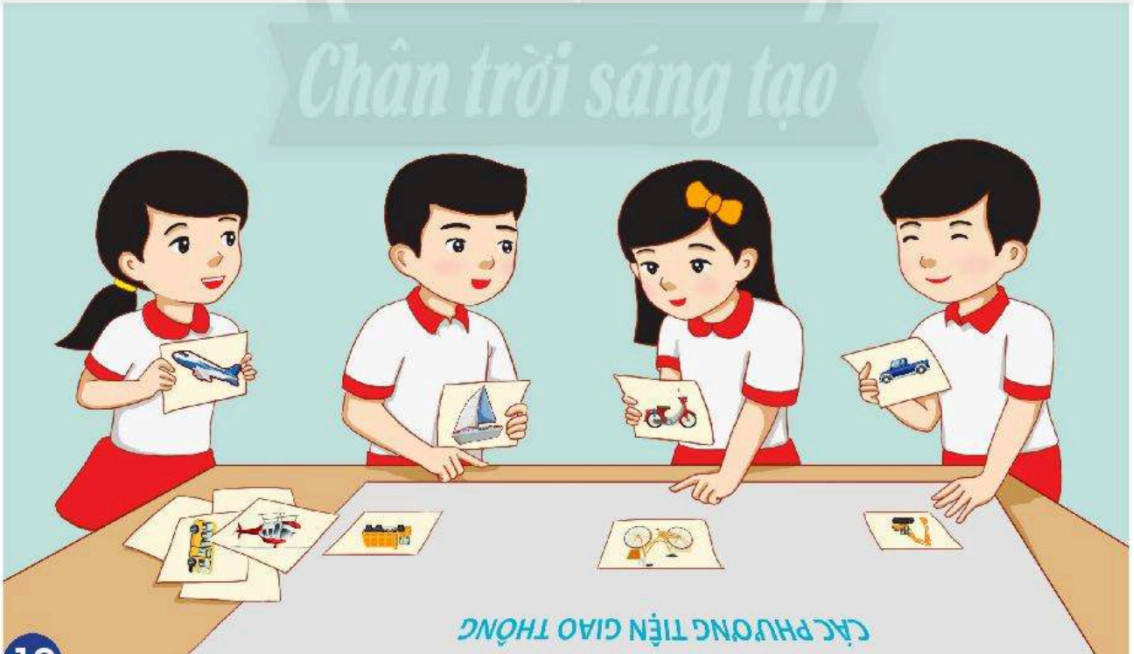 Chân trời sáng tạo
CÁC PHƯƠNG TIỆN GIAO THÔNG